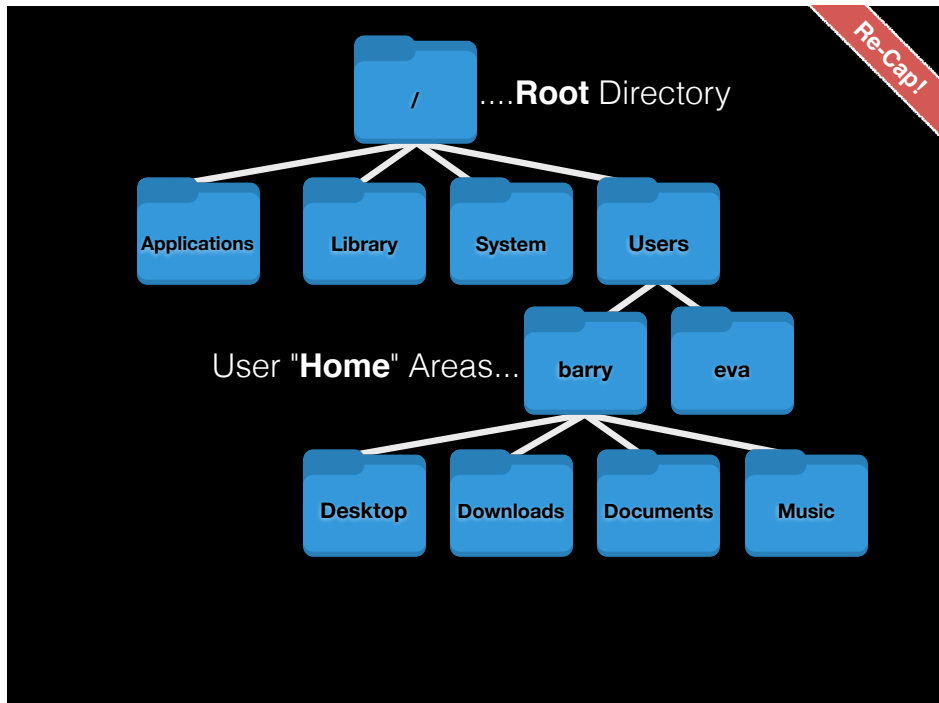 Re-Cap!
/ ....Root Directory
Applications Library System Users
User "Home" Areas... barry eva
Desktop Downloads Documents Music